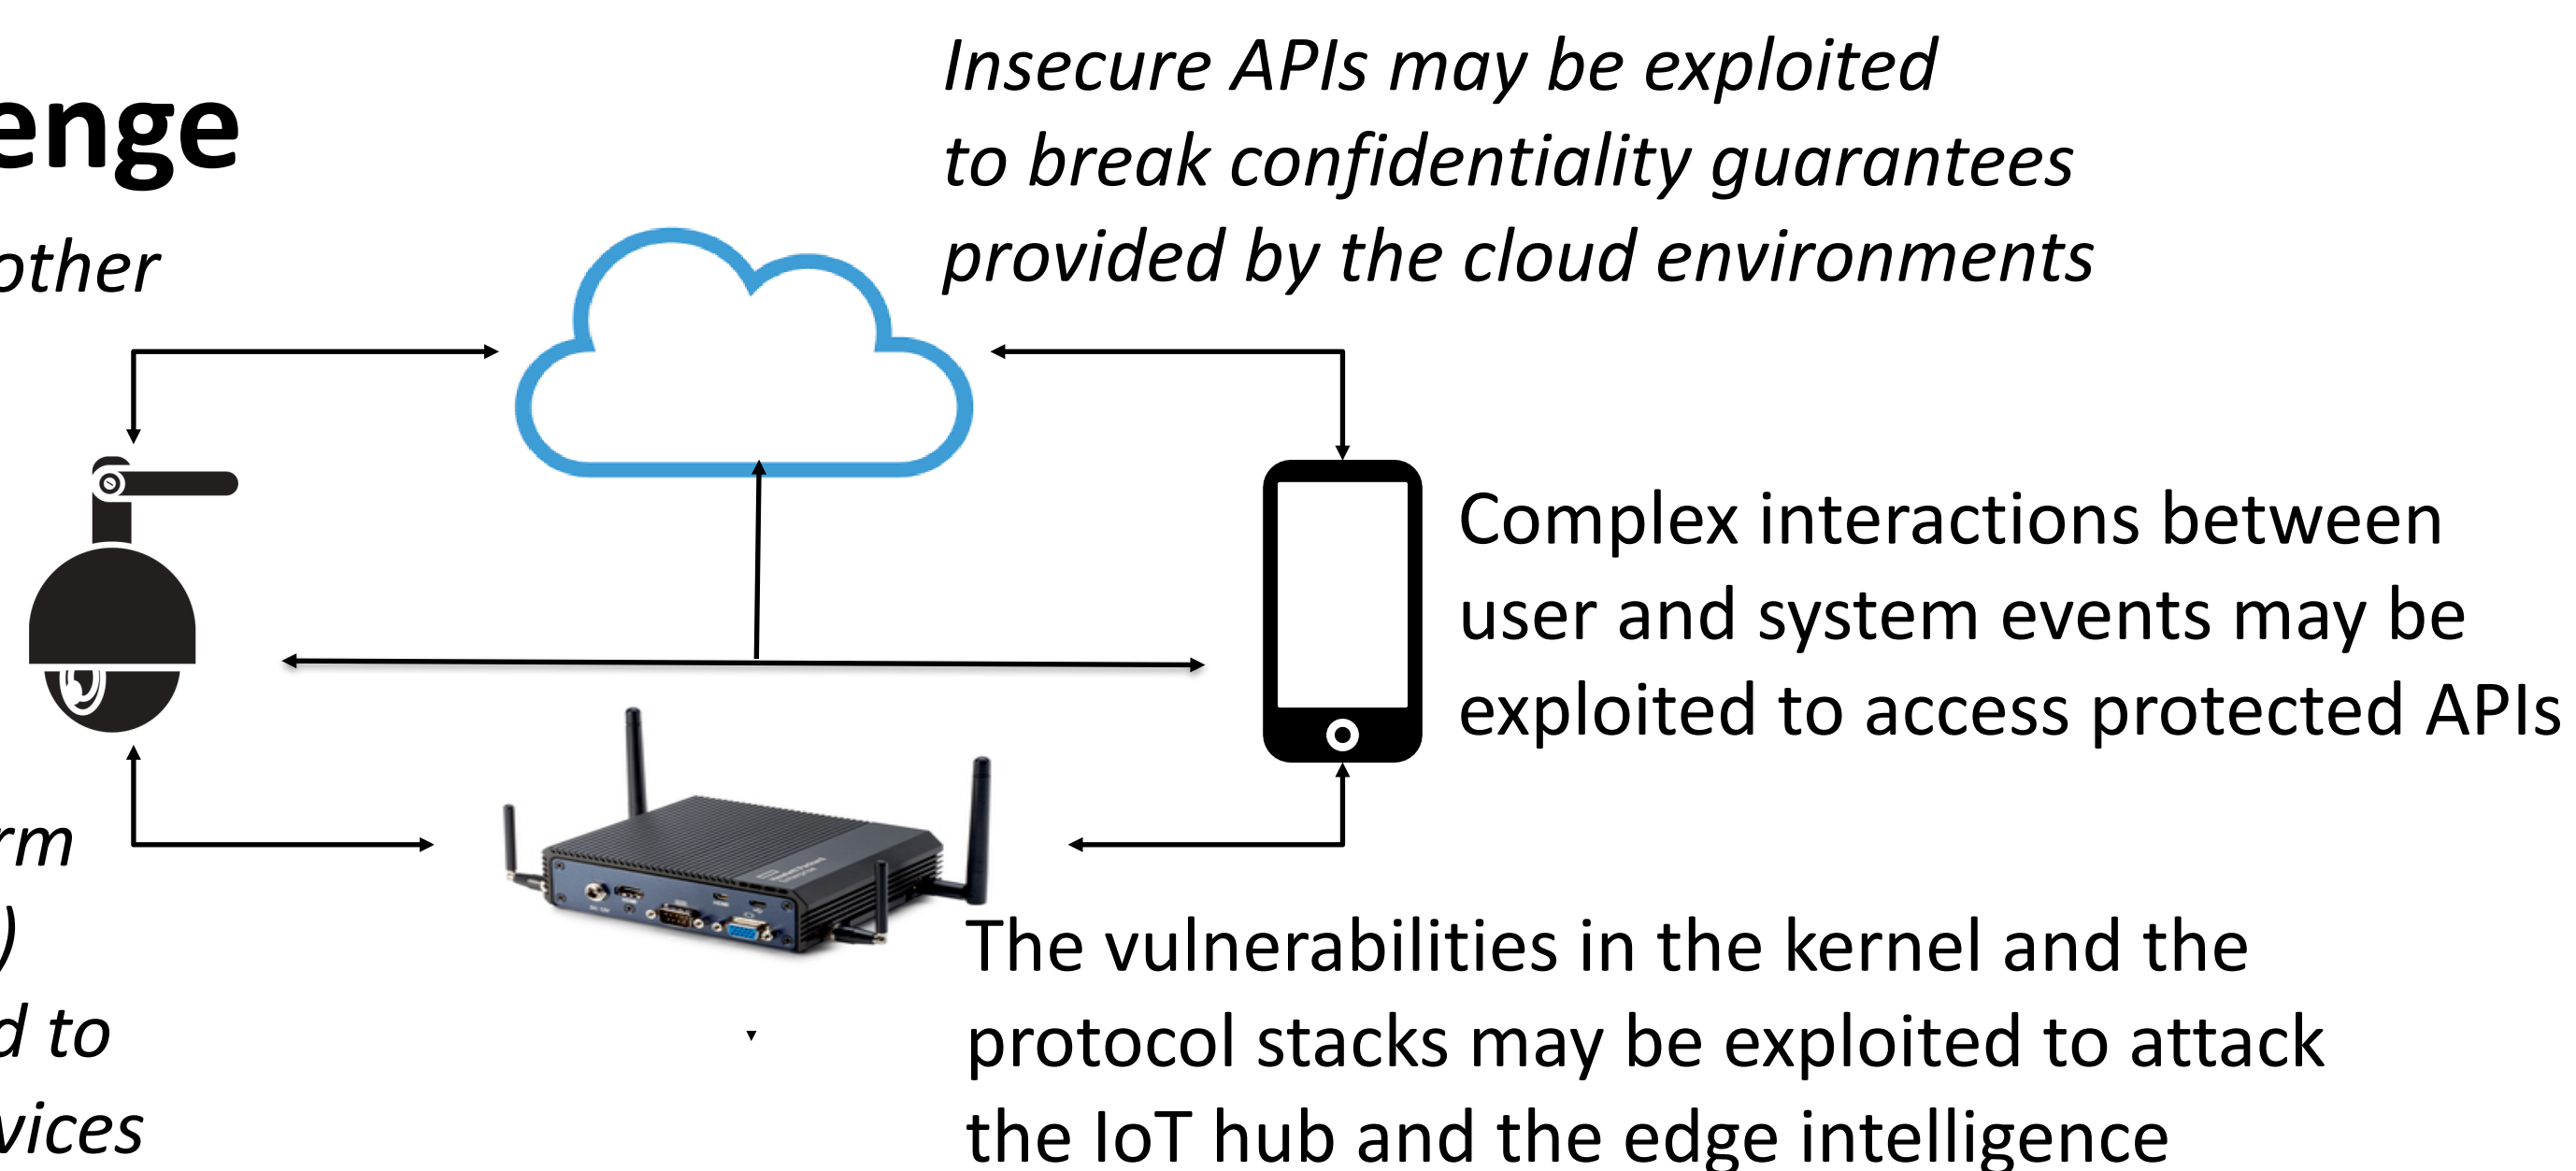 enge
other
Insecure APIs may be exploited
to break confidentiality guarantees
provided by the cloud environments
Complex interactions between
user and system events may be
exploited to access protected APIs
rm
)
d to
vices
The vulnerabilities in the kernel and the
protocol stacks may be exploited to attack
the IoT hub and the edge intelligence